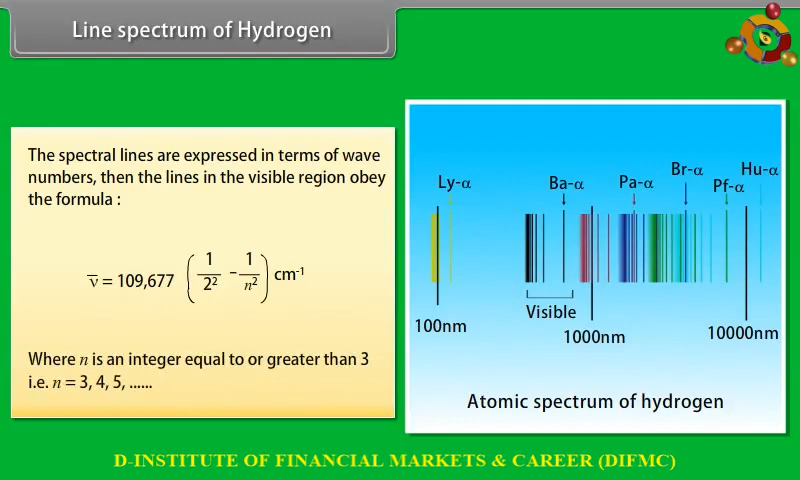 Line spectrum of Hydrogen
The spectral lines are expressed in terms of wave
numbers, then the lines in the visible region obey
the formula :
ν̅ = 109,677 (1/2² - 1/n²) cm⁻¹
Where n is an integer equal to or greater than 3
i.e. n = 3, 4, 5, ......
Ly-α Ba-α Pa-α Br-α Pf-α Hu-α
Visible
100nm 1000nm 10000nm
Atomic spectrum of hydrogen
D-INSTITUTE OF FINANCIAL MARKETS & CAREER (DIFMC)